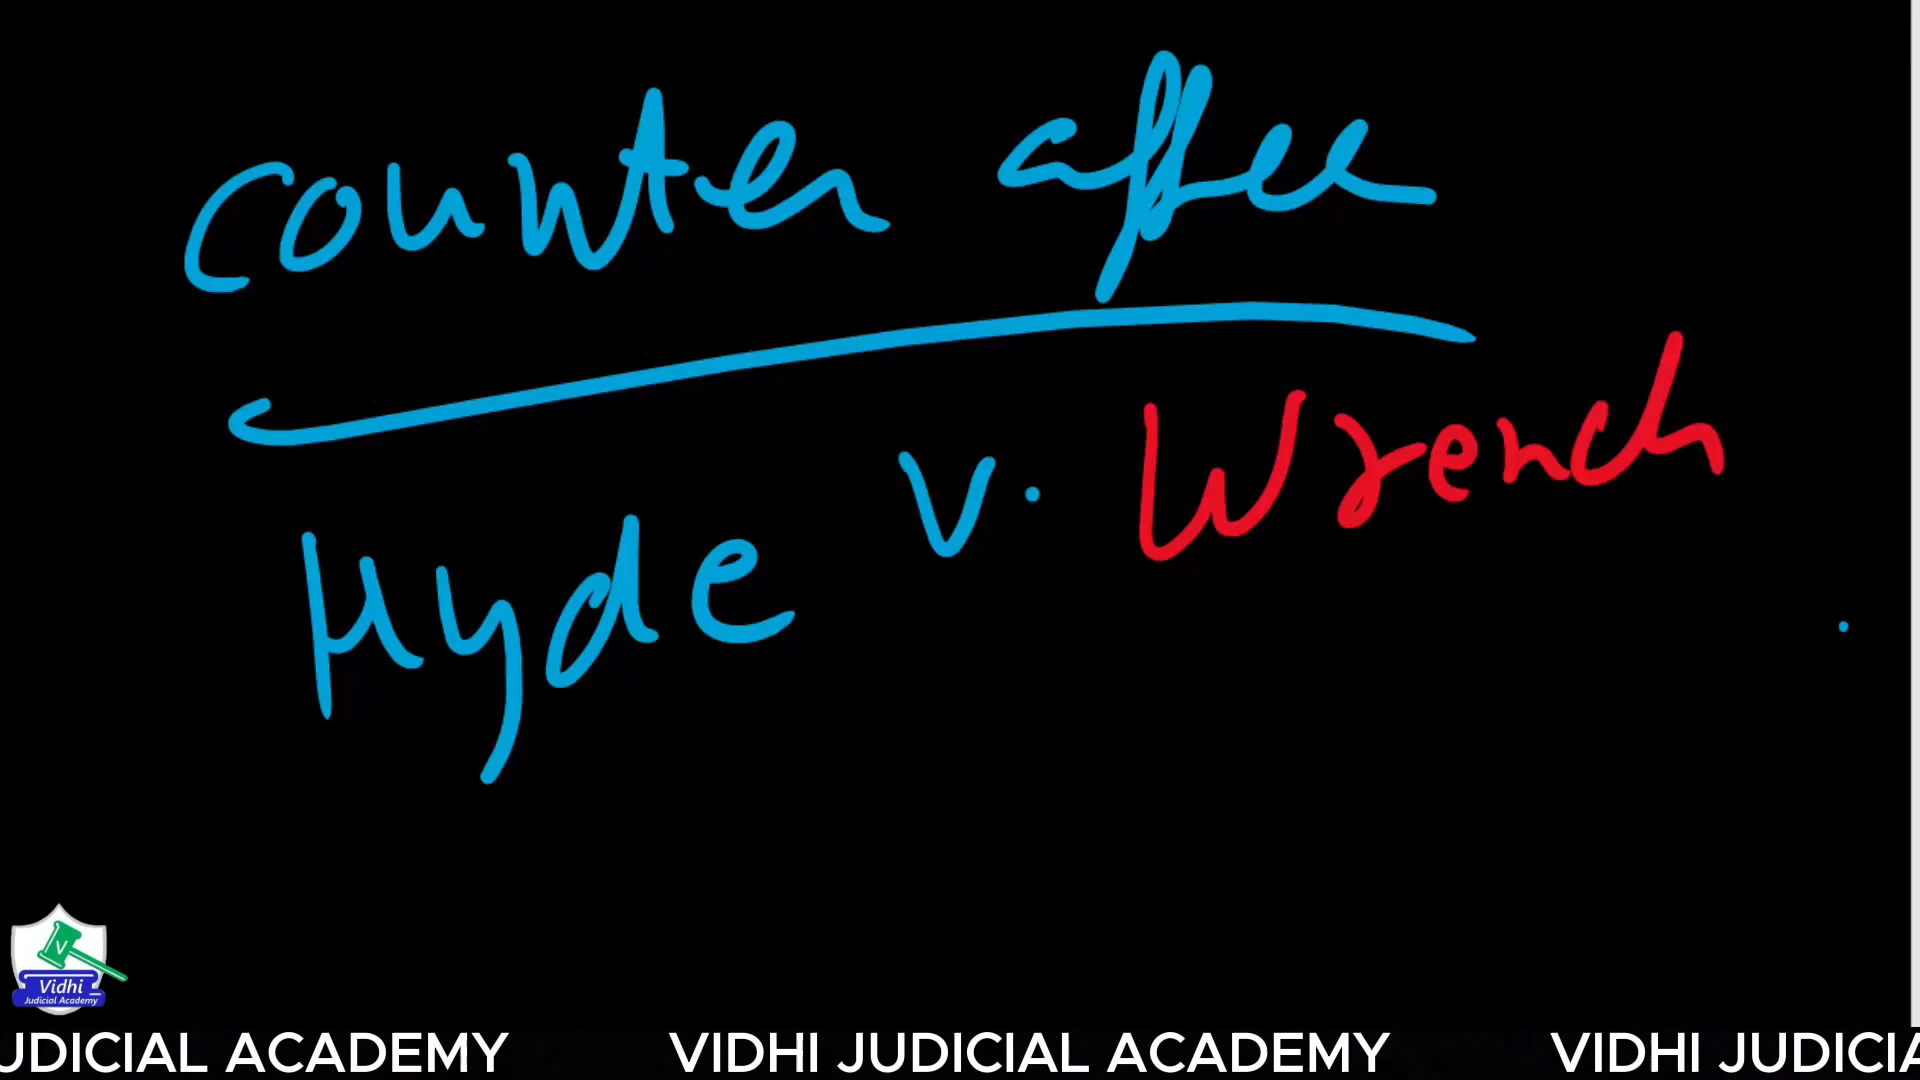 counter offer
Hyde v. Wrench
V
Vidhi
Judicial Academy
UDICIAL ACADEMY VIDHI JUDICIAL ACADEMY VIDHI JUDICIA